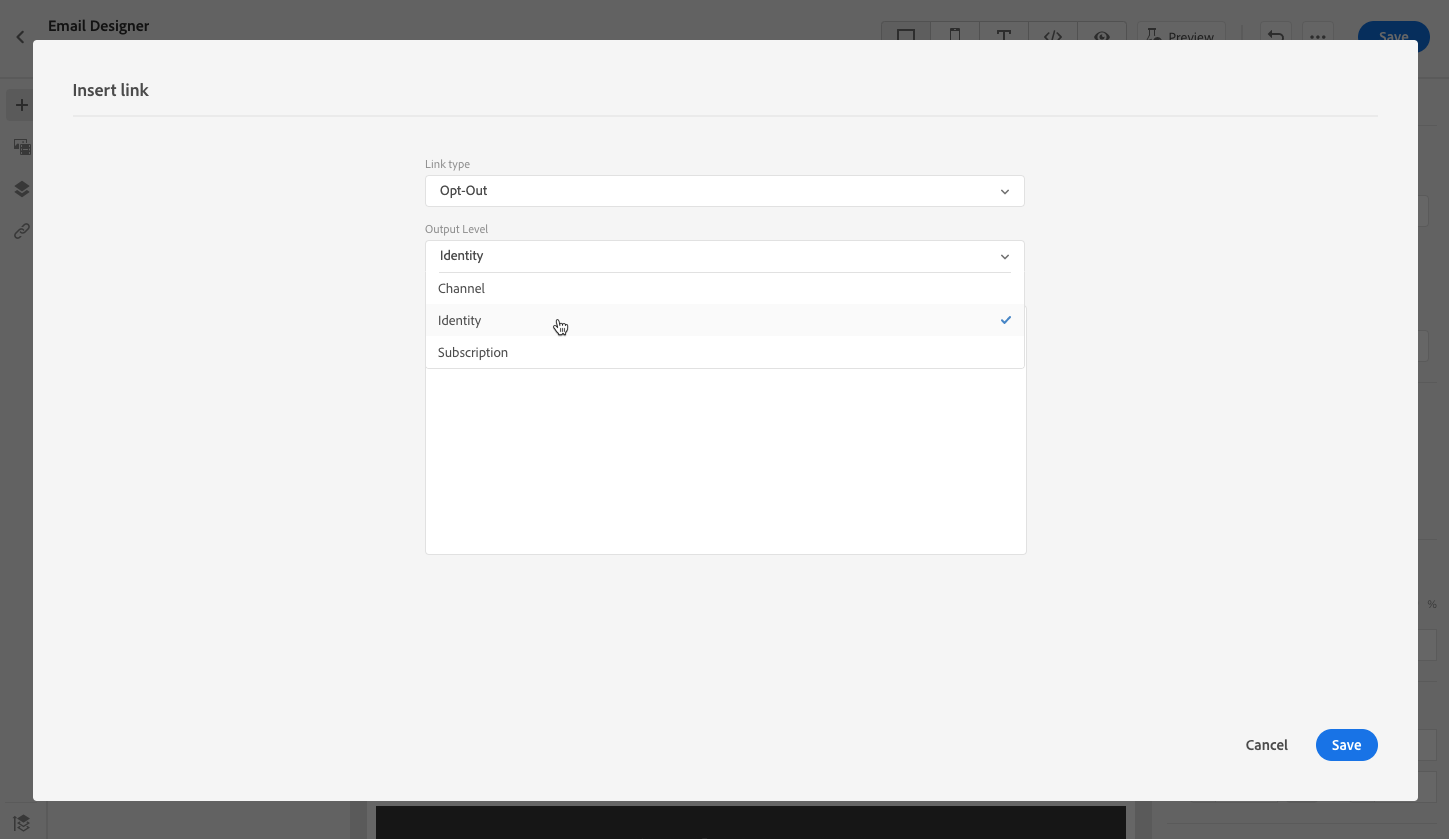 Email Designer
Preview
Save
Insert link
Link type
Opt-Out
Output Level
Identity
Channel
Identity
Subscription
%
Cancel
Save